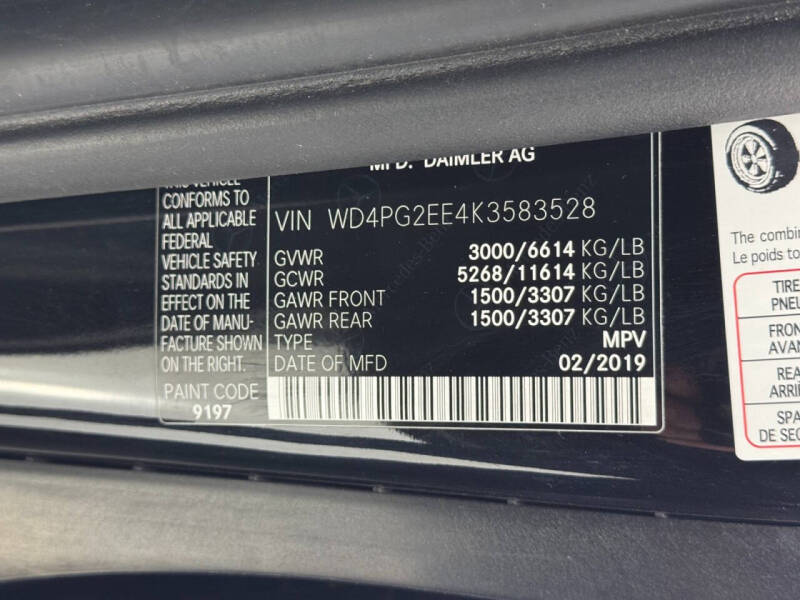 MFD. DAIMLER AG
THIS VEHICLE
CONFORMS TO
ALL APPLICABLE
FEDERAL
VEHICLE SAFETY
STANDARDS IN
EFFECT ON THE
DATE OF MANU-
FACTURE SHOWN
ON THE RIGHT.
PAINT CODE
9197
VIN WD4PG2EE4K3583528
GVWR 3000/6614 KG/LB
GCWR 5268/11614 KG/LB
GAWR FRONT 1500/3307 KG/LB
GAWR REAR 1500/3307 KG/LB
TYPE MPV
DATE OF MFD 02/2019
The combin
Le poids to
TIRE
PNEU
FRON
AVAN
REA
ARRI
SPA
DE SEC